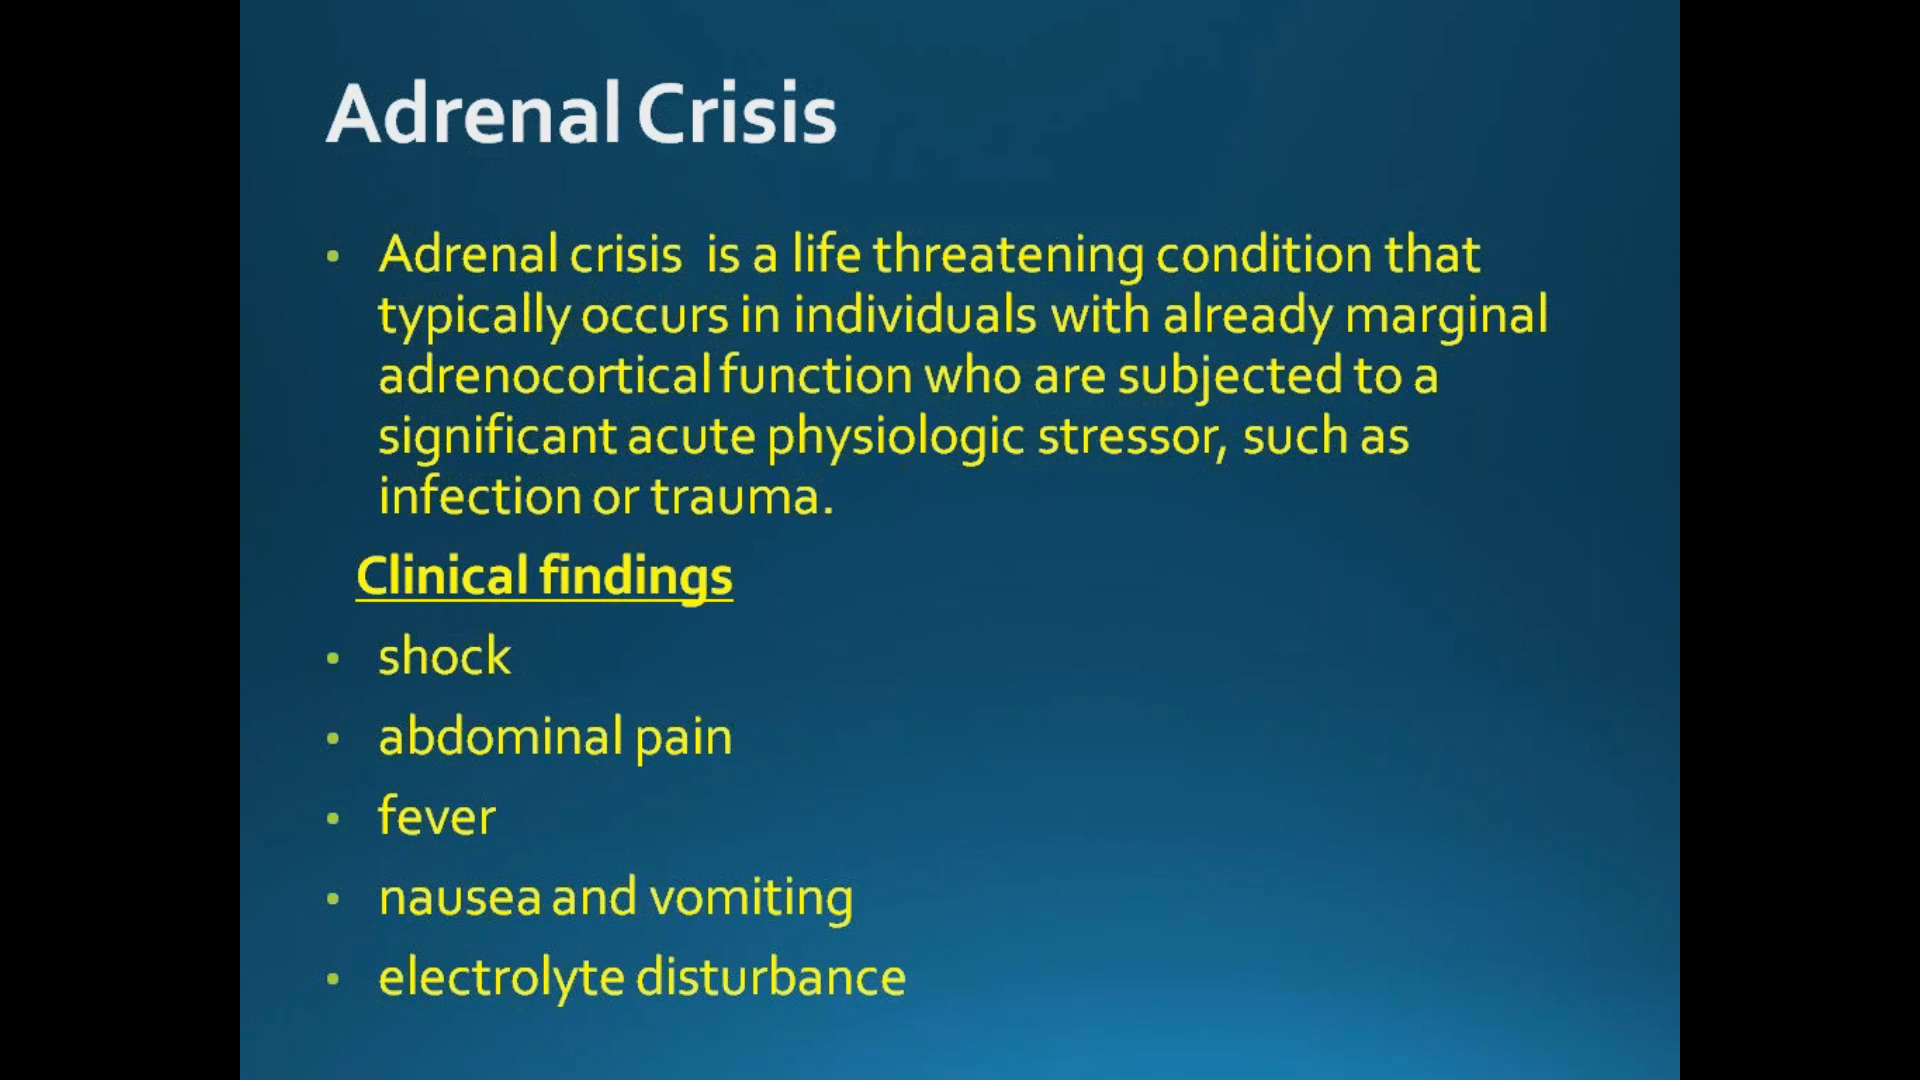 Adrenal Crisis
• Adrenal crisis is a life threatening condition that
typically occurs in individuals with already marginal
adrenocortical function who are subjected to a
significant acute physiologic stressor, such as
infection or trauma.
Clinical findings
• shock
• abdominal pain
• fever
• nausea and vomiting
• electrolyte disturbance